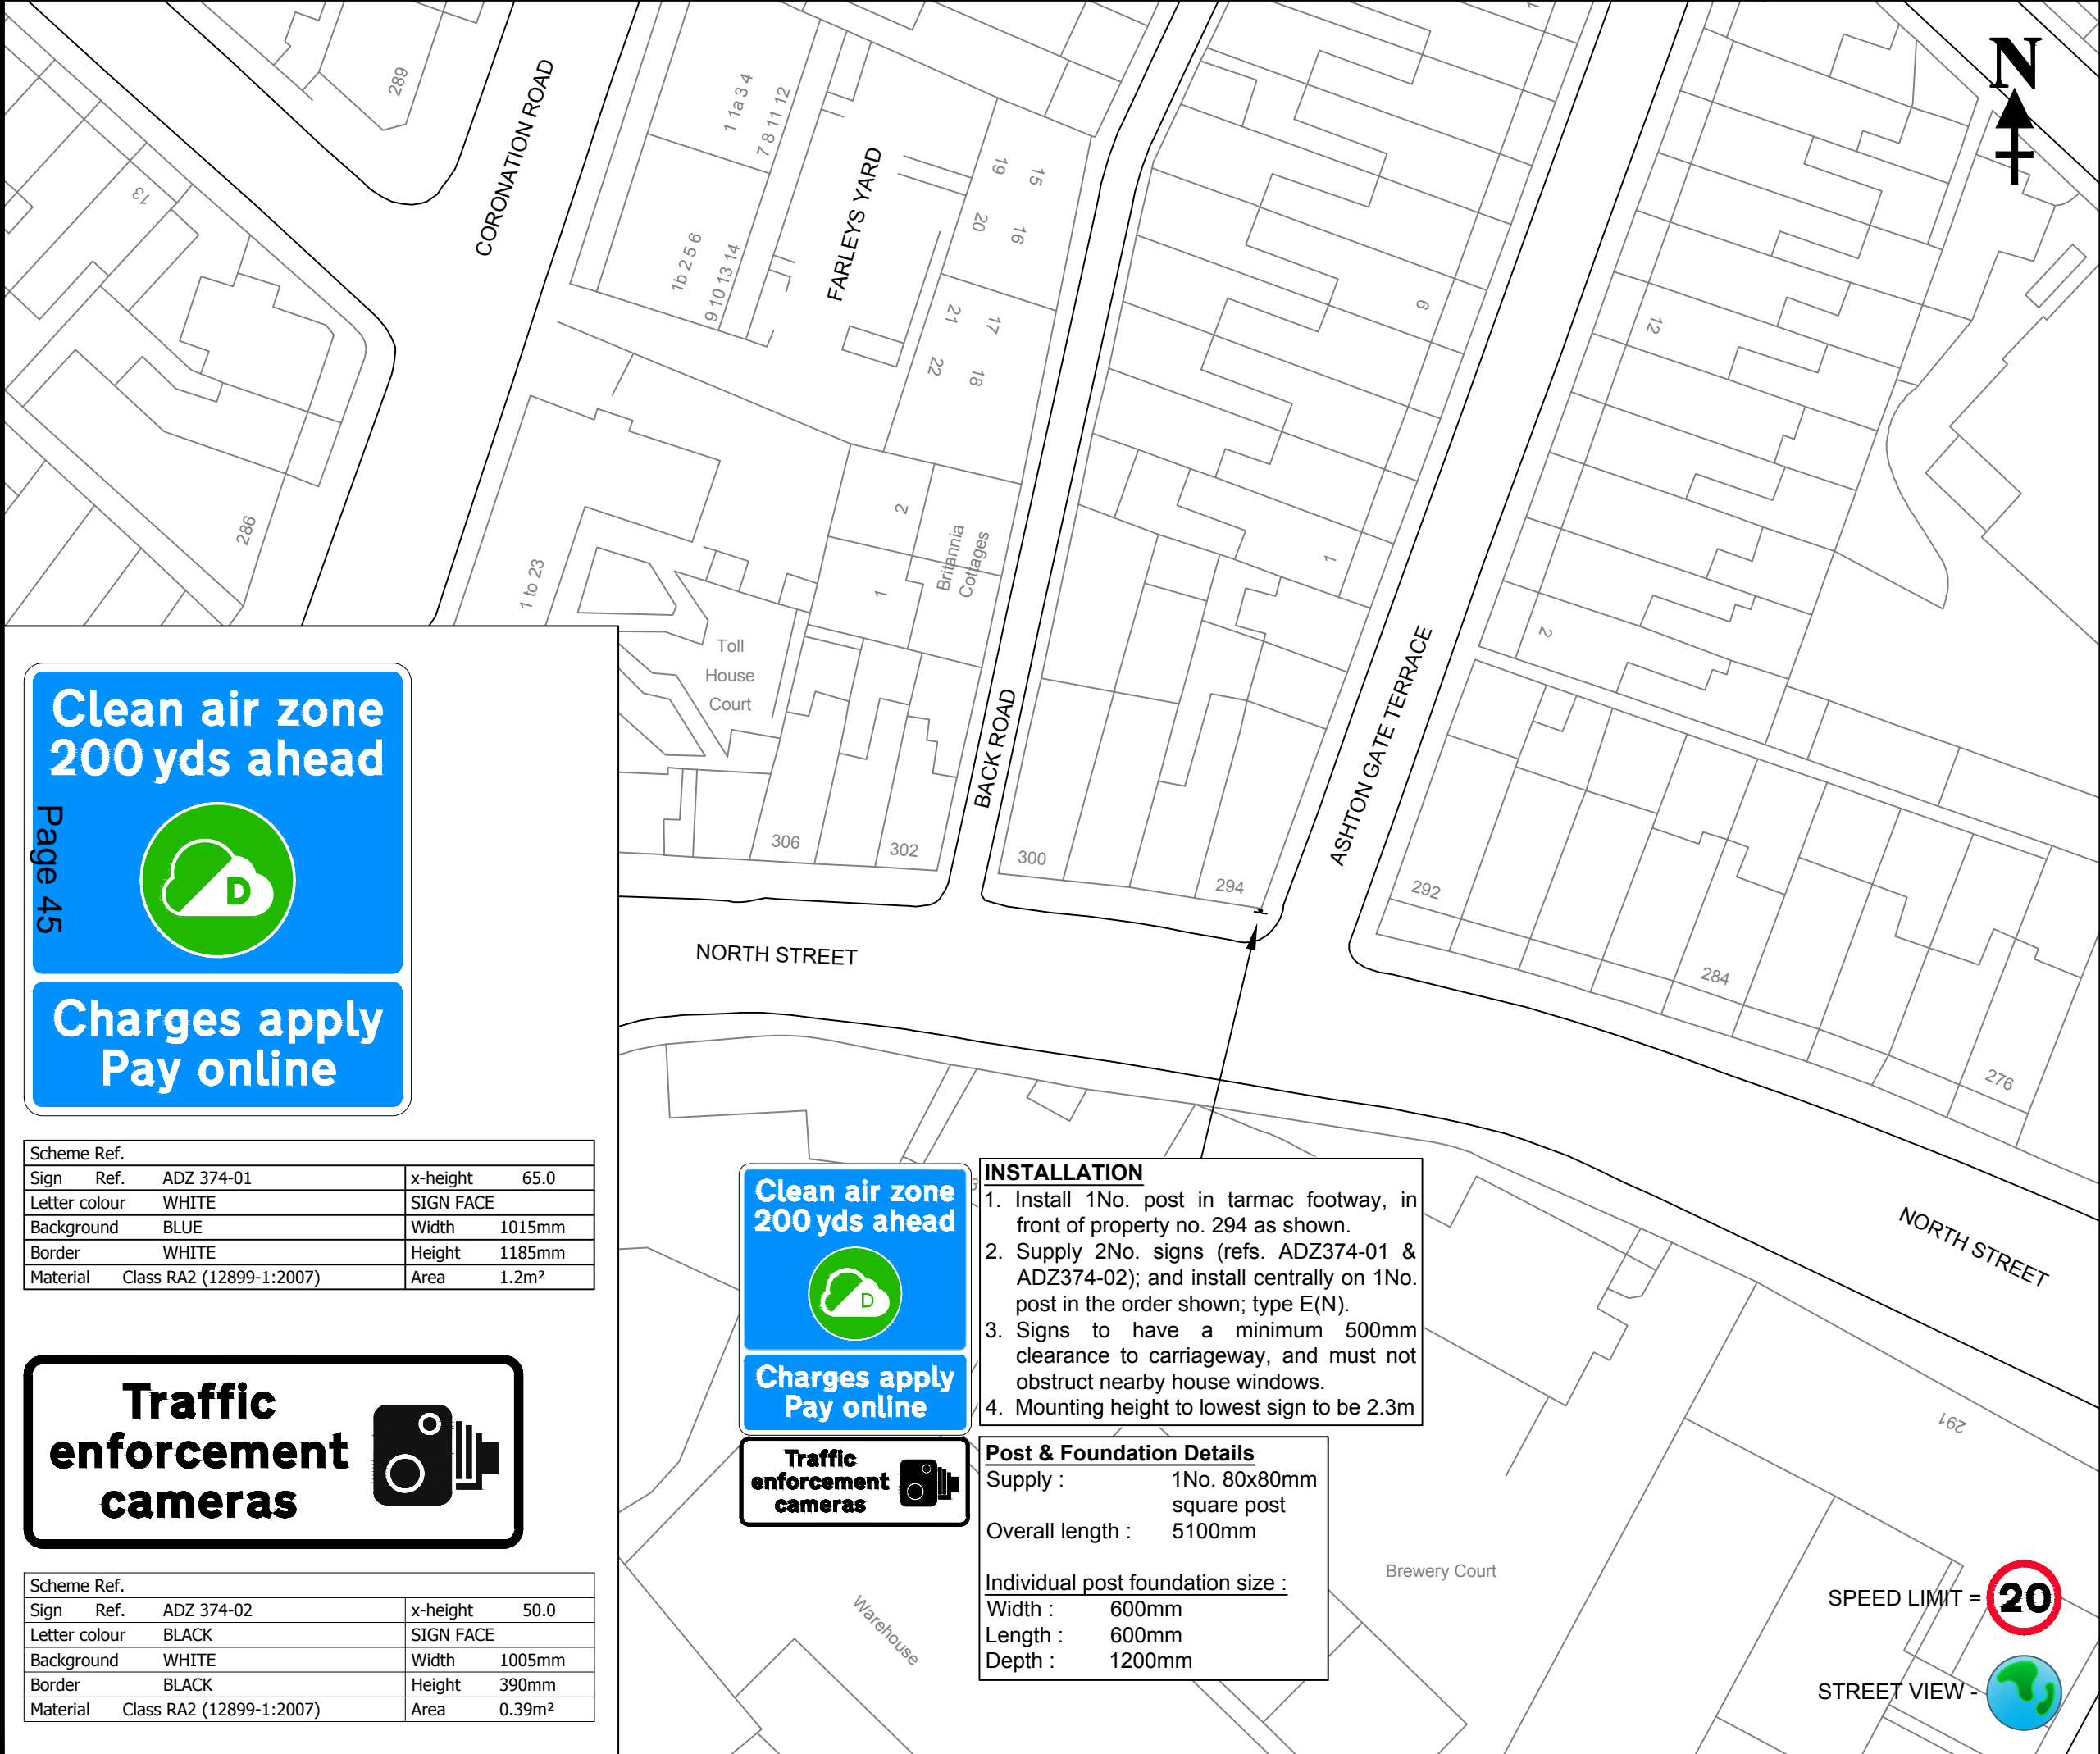 N
289
CORONATION ROAD
1 1a 3 4
7 8 11 12
FARLEYS YARD
19
15
20
16
1b 2 5 6
9 10 13 14
21
17
22
18
13
6
12
1
286
2
1
Britannia
Cottages
1 to 23
1
2
Toll
House
Court
BACK ROAD
ASHTON GATE TERRACE
306
302
300
294
292
284
276
NORTH STREET
NORTH STREET
291
Brewery Court
Warehouse
Clean air zone
200 yds ahead
D
Charges apply
Pay online
Page 45
Scheme Ref.
Sign Ref. ADZ 374-01 x-height 65.0
Letter colour WHITE SIGN FACE
Background BLUE Width 1015mm
Border WHITE Height 1185mm
Material Class RA2 (12899-1:2007) Area 1.2m²
Traffic
enforcement
cameras
Scheme Ref.
Sign Ref. ADZ 374-02 x-height 50.0
Letter colour BLACK SIGN FACE
Background WHITE Width 1005mm
Border BLACK Height 390mm
Material Class RA2 (12899-1:2007) Area 0.39m²
Clean air zone
200 yds ahead
D
Charges apply
Pay online
Traffic
enforcement
cameras
INSTALLATION
1. Install 1No. post in tarmac footway, in
front of property no. 294 as shown.
2. Supply 2No. signs (refs. ADZ374-01 &
ADZ374-02); and install centrally on 1No.
post in the order shown; type E(N).
3. Signs to have a minimum 500mm
clearance to carriageway, and must not
obstruct nearby house windows.
4. Mounting height to lowest sign to be 2.3m
Post & Foundation Details
Supply : 1No. 80x80mm
square post
Overall length : 5100mm
Individual post foundation size :
Width : 600mm
Length : 600mm
Depth : 1200mm
SPEED LIMIT = 20
STREET VIEW -